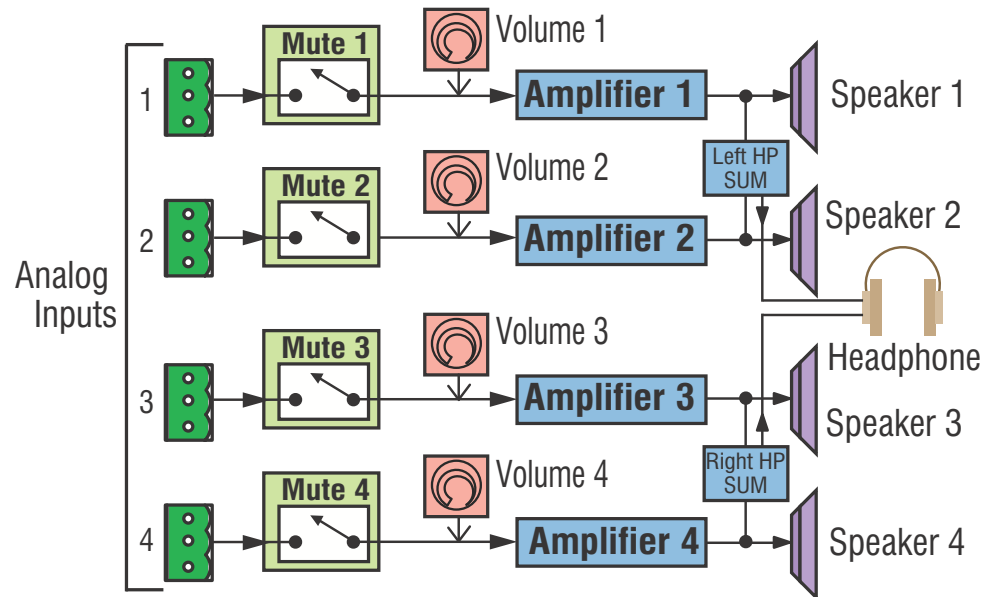 Analog
Inputs
1
Mute 1
Volume 1
Amplifier 1
Speaker 1
Left HP
SUM
2
Mute 2
Volume 2
Amplifier 2
Speaker 2
Headphone
3
Mute 3
Volume 3
Amplifier 3
Speaker 3
Right HP
SUM
4
Mute 4
Volume 4
Amplifier 4
Speaker 4